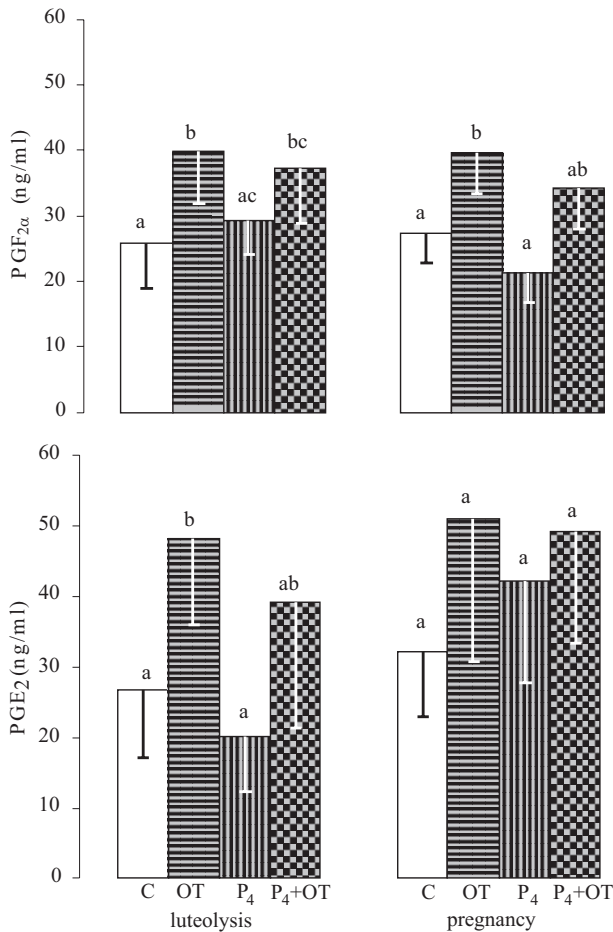 60
50
40
30
20
10
0
PGF2α (ng/ml)
a
b
ac
bc
a
b
a
ab
60
50
40
30
20
10
0
PGE2(ng/ml)
a
b
a
ab
a
a
a
a
C OT P4 P4+OT C OT P4 P4+OT
luteolysis pregnancy